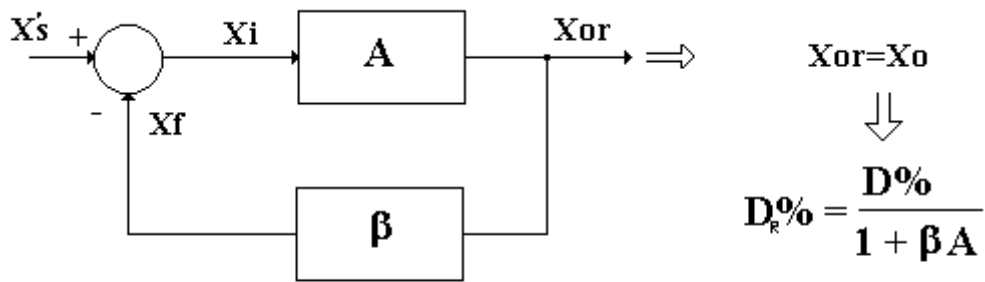 X's + Xi A Xor ⇒ Xor=Xo
- Xf
⇓
β D_R% = D% / 1 + βA